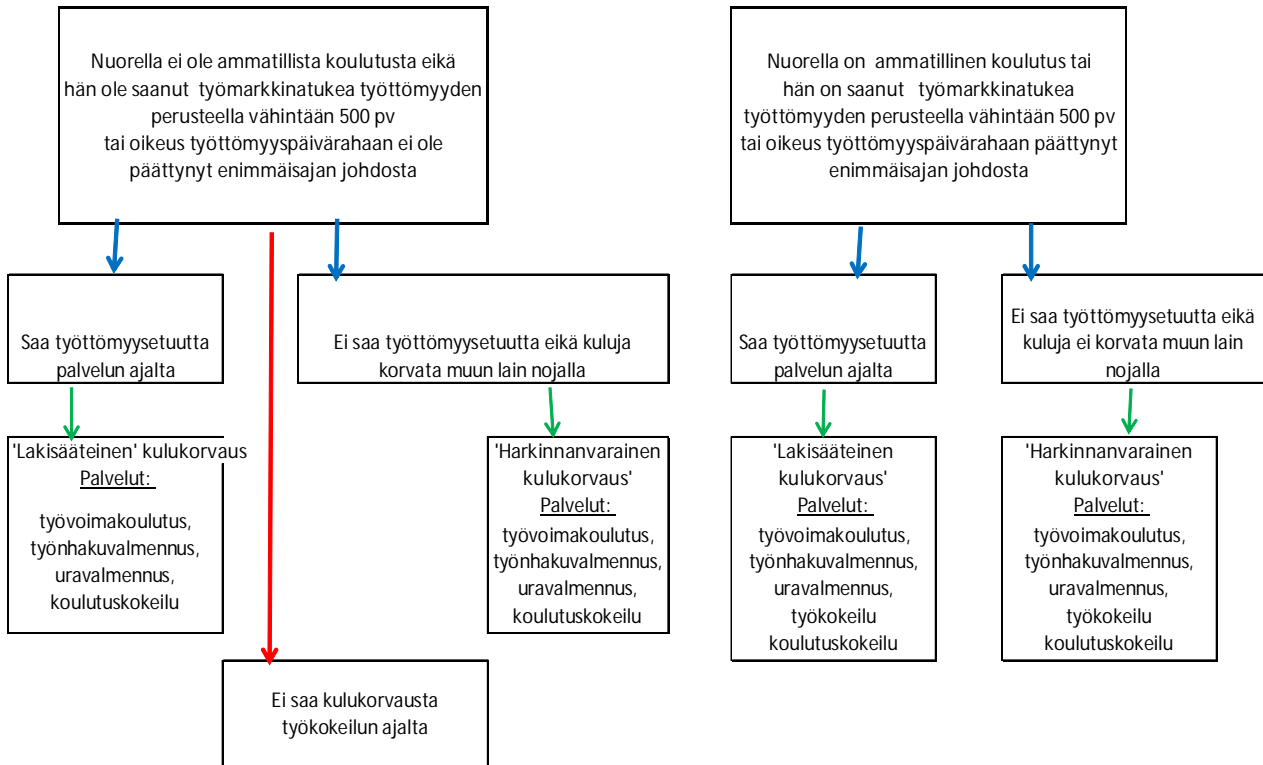 Nuorella ei ole ammatillista koulutusta eikä
hän ole saanut työmarkkinatukea työttömyyden
perusteella vähintään 500 pv
tai oikeus työttömyyspäivärahaan ei ole
päättynyt enimmäisajan johdosta
Nuorella on ammatillinen koulutus tai
hän on saanut työmarkkinatukea
työttömyyden perusteella vähintään 500 pv
tai oikeus työttömyyspäivärahaan päättynyt
enimmäisajan johdosta
Saa työttömyysetuutta
palvelun ajalta
Ei saa työttömyysetuutta eikä kuluja
korvata muun lain nojalla
Saa työttömyysetuutta
palvelun ajalta
Ei saa työttömyysetuutta eikä
kuluja ei korvata muun lain
nojalla
'Lakisääteinen' kulukorvaus
Palvelut:
työvoimakoulutus,
työnhakuvalmennus,
uravalmennus,
koulutuskokeilu
'Harkinnanvarainen
kulukorvaus'
Palvelut:
työvoimakoulutus,
työnhakuvalmennus,
uravalmennus,
koulutuskokeilu
'Lakisääteinen
kulukorvaus'
Palvelut:
työvoimakoulutus,
työnhakuvalmennus,
uravalmennus,
työkokeilu
koulutuskokeilu
'Harkinnanvarainen
kulukorvaus'
Palvelut:
työvoimakoulutus,
työnhakuvalmennus,
uravalmennus,
työkokeilu
koulutuskokeilu
Ei saa kulukorvausta
työkokeilun ajalta